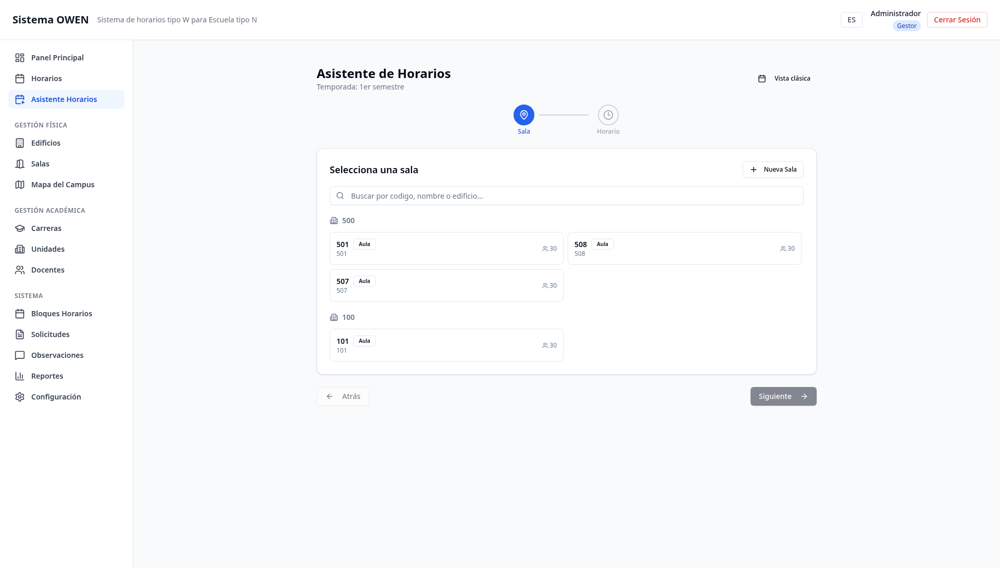 Sistema OWEN
Sistema de horarios tipo W para Escuela tipo N
ES
Administrador
Gestor
Cerrar Sesión
Panel Principal
Horarios
Asistente Horarios
GESTIÓN FÍSICA
Edificios
Salas
Mapa del Campus
GESTIÓN ACADÉMICA
Carreras
Unidades
Docentes
SISTEMA
Bloques Horarios
Solicitudes
Observaciones
Reportes
Configuración
Asistente de Horarios
Temporada: 1er semestre
Vista clásica
Sala
Horario
Selecciona una sala
Nueva Sala
Buscar por codigo, nombre o edificio...
500
501 Aula
501
30
508 Aula
508
30
507 Aula
507
30
100
101 Aula
101
30
Atrás
Siguiente